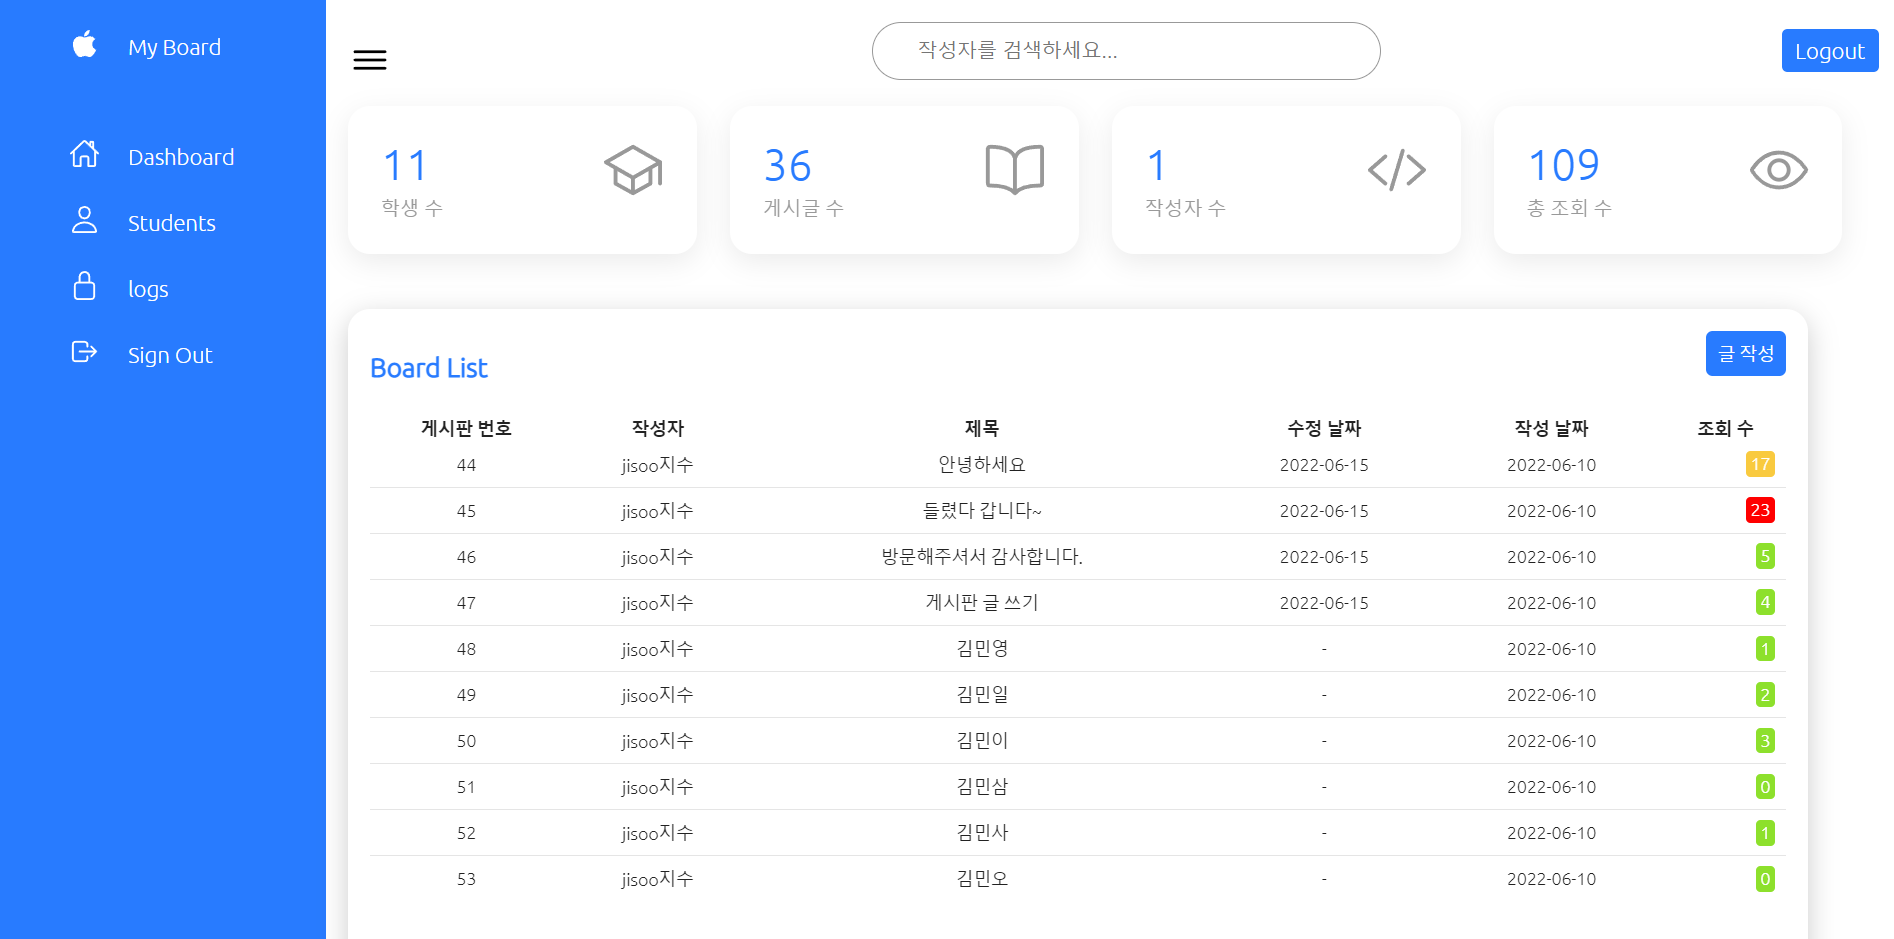 My Board
Dashboard
Students
logs
Sign Out
작성자를 검색하세요...
Logout
11
학생 수
36
게시글 수
1
작성자 수
109
총 조회 수
Board List
글 작성
게시판 번호 작성자 제목 수정 날짜 작성 날짜 조회 수
44 jisoo지수 안녕하세요 2022-06-15 2022-06-10 17
45 jisoo지수 들렸다 갑니다~ 2022-06-15 2022-06-10 23
46 jisoo지수 방문해주셔서 감사합니다. 2022-06-15 2022-06-10 5
47 jisoo지수 게시판 글 쓰기 2022-06-15 2022-06-10 4
48 jisoo지수 김민영 - 2022-06-10 1
49 jisoo지수 김민일 - 2022-06-10 2
50 jisoo지수 김민이 - 2022-06-10 3
51 jisoo지수 김민삼 - 2022-06-10 0
52 jisoo지수 김민사 - 2022-06-10 1
53 jisoo지수 김민오 - 2022-06-10 0